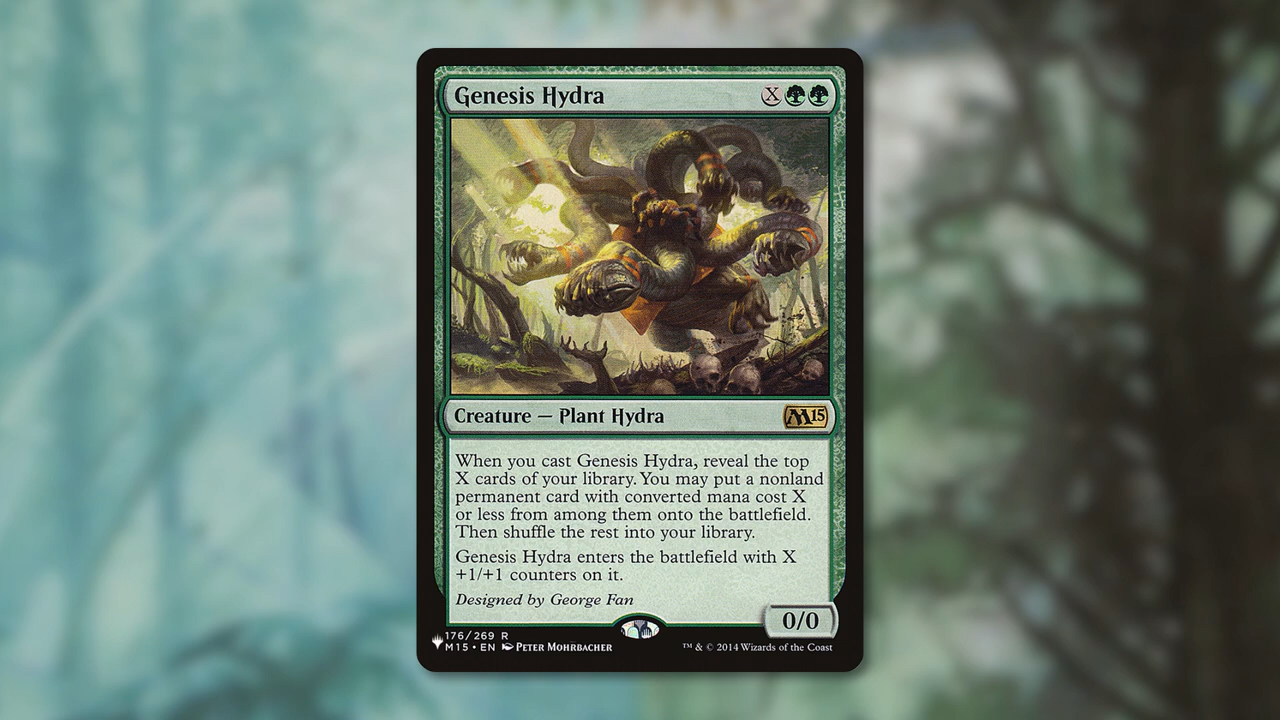 Genesis Hydra X
Creature — Plant Hydra M15
When you cast Genesis Hydra, reveal the top
X cards of your library. You may put a nonland
permanent card with converted mana cost X
or less from among them onto the battlefield.
Then shuffle the rest into your library.
Genesis Hydra enters the battlefield with X
+1/+1 counters on it.
Designed by George Fan
0/0
176/269 R
M15 • EN Peter Mohrbacher ™ & © 2014 Wizards of the Coast